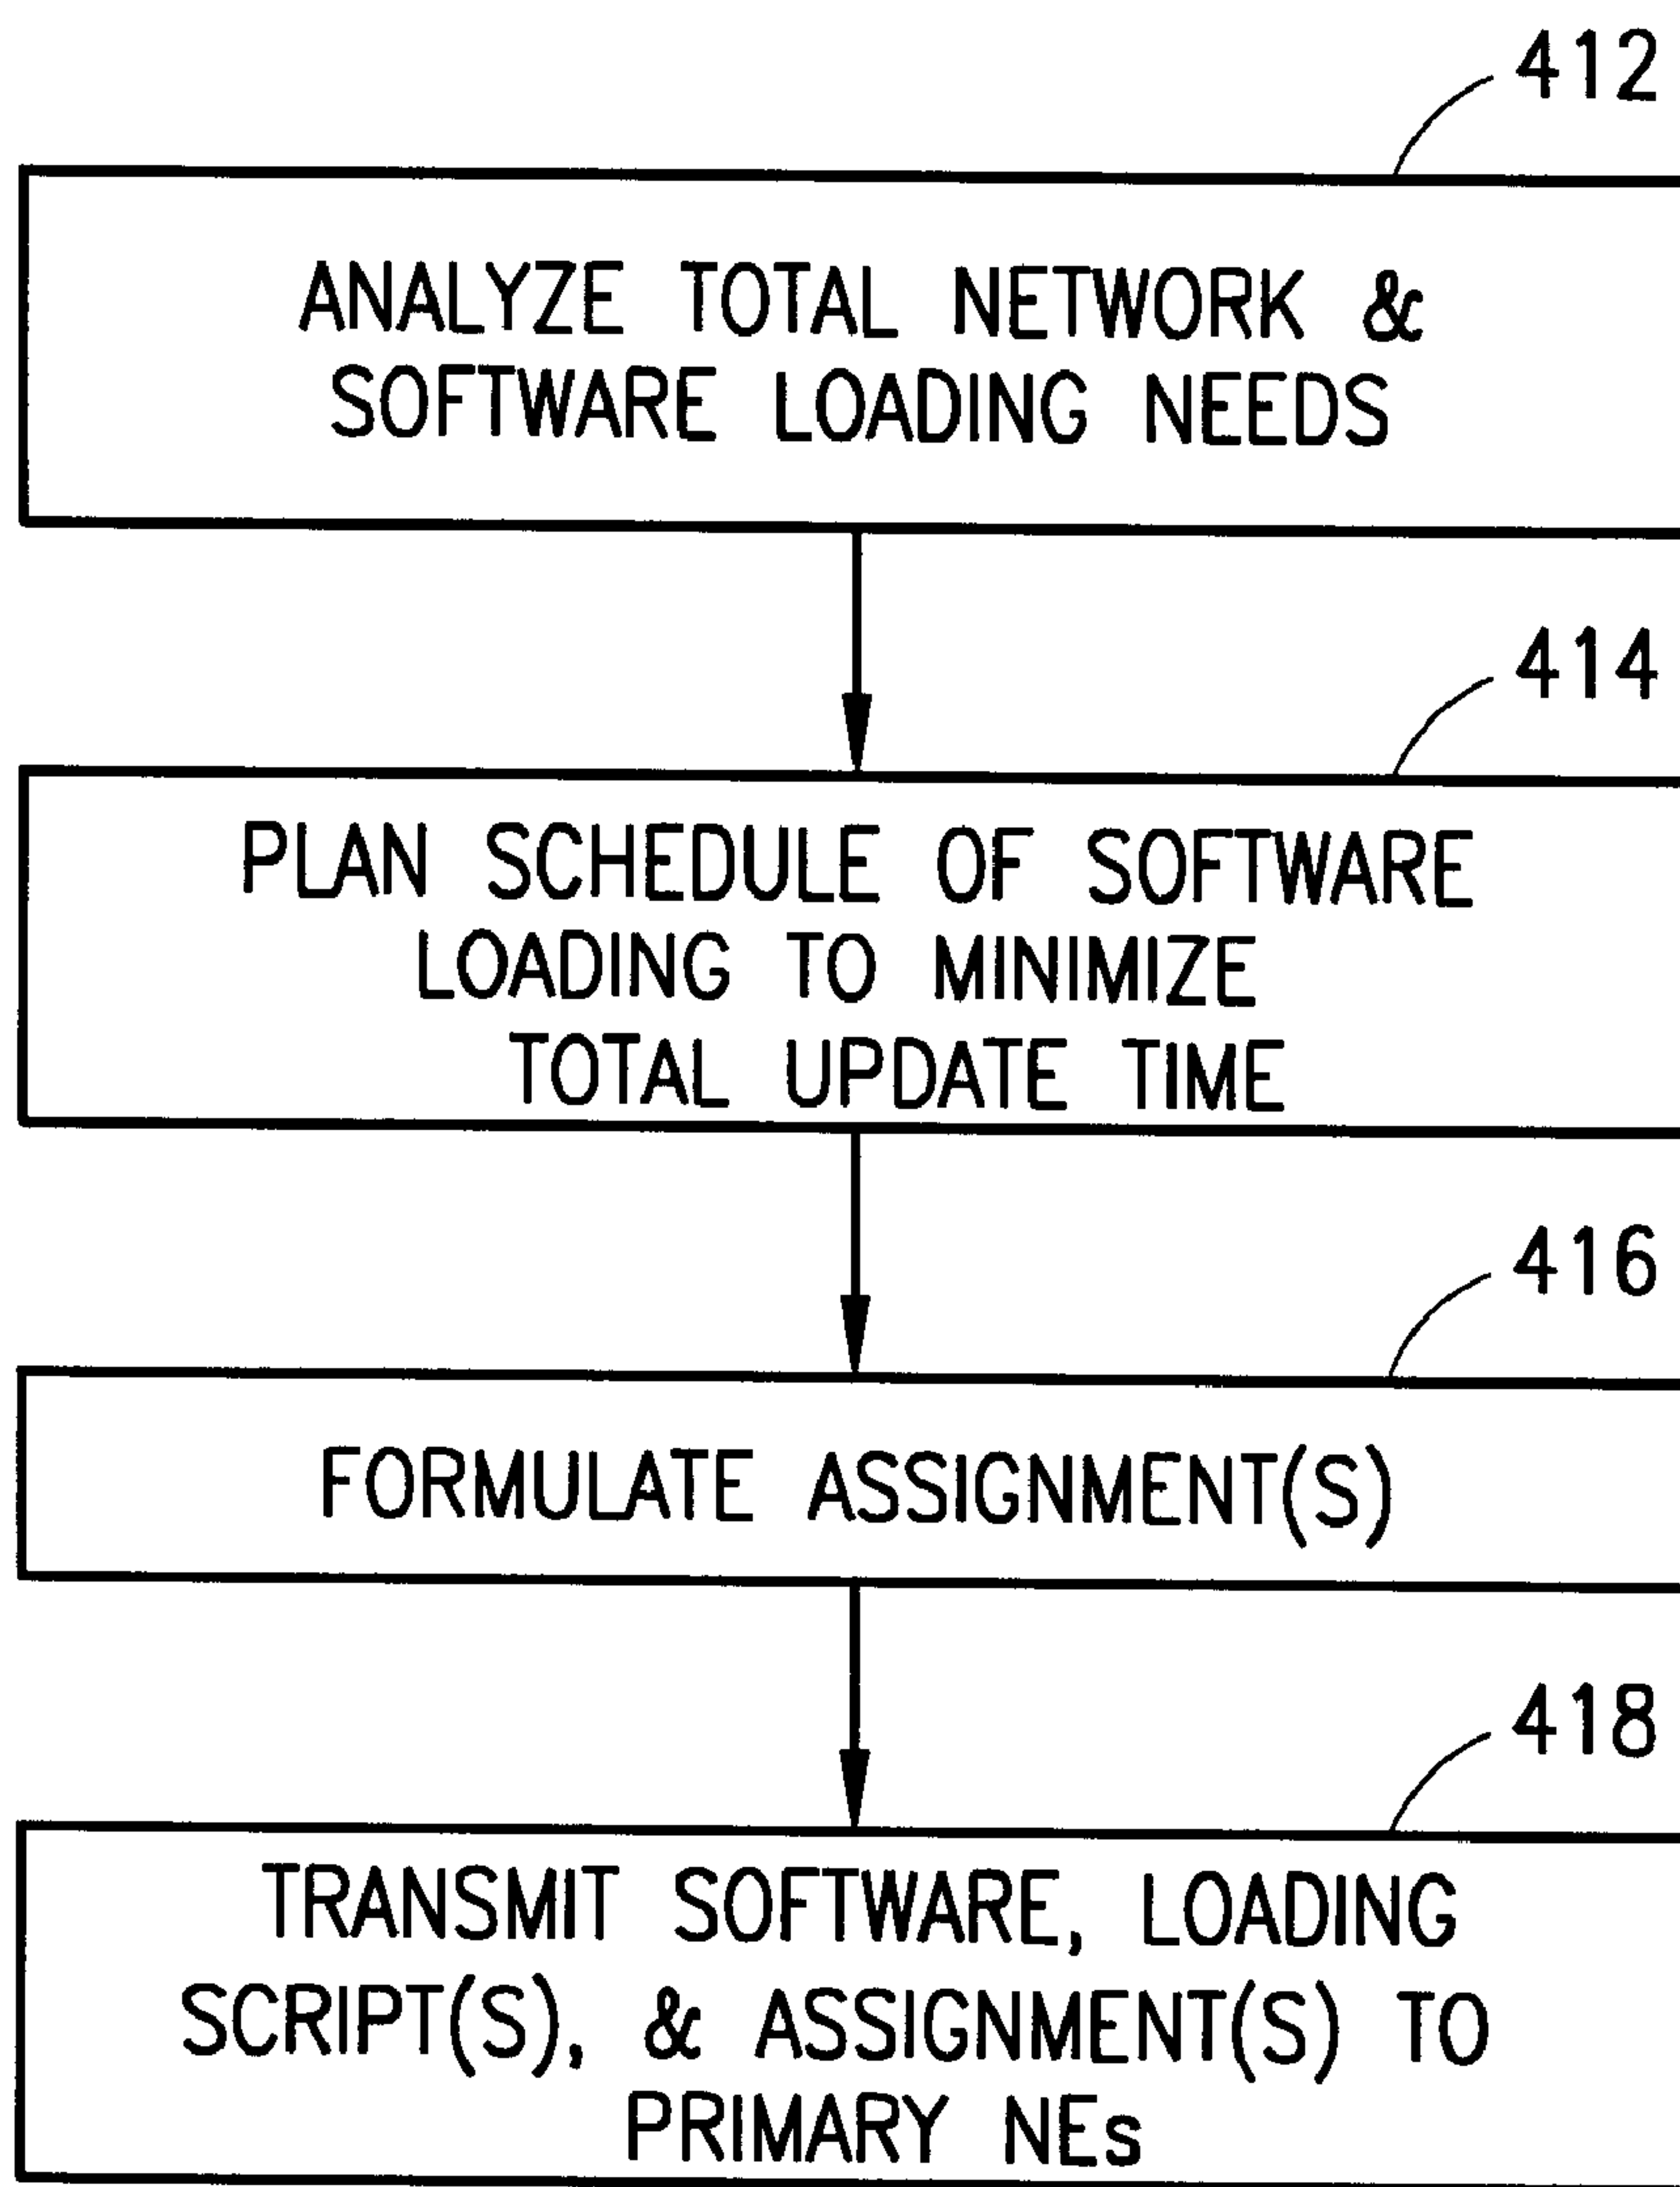 412
ANALYZE TOTAL NETWORK &
SOFTWARE LOADING NEEDS
414
PLAN SCHEDULE OF SOFTWARE
LOADING TO MINIMIZE
TOTAL UPDATE TIME
416
FORMULATE ASSIGNMENT(S)
418
TRANSMIT SOFTWARE, LOADING
SCRIPT(S), & ASSIGNMENT(S) TO
PRIMARY NEs